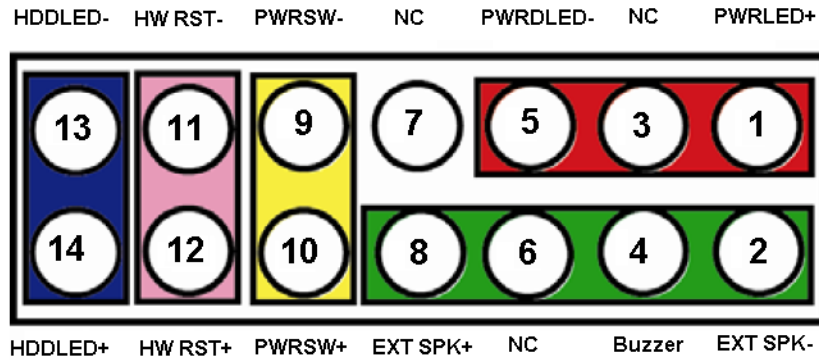 HDDLED- HW RST- PWRSW- NC PWRDLED- NC PWRLED+
13 11 9 7 5 3 1
14 12 10 8 6 4 2
HDDLED+ HW RST+ PWRSW+ EXT SPK+ NC Buzzer EXT SPK-